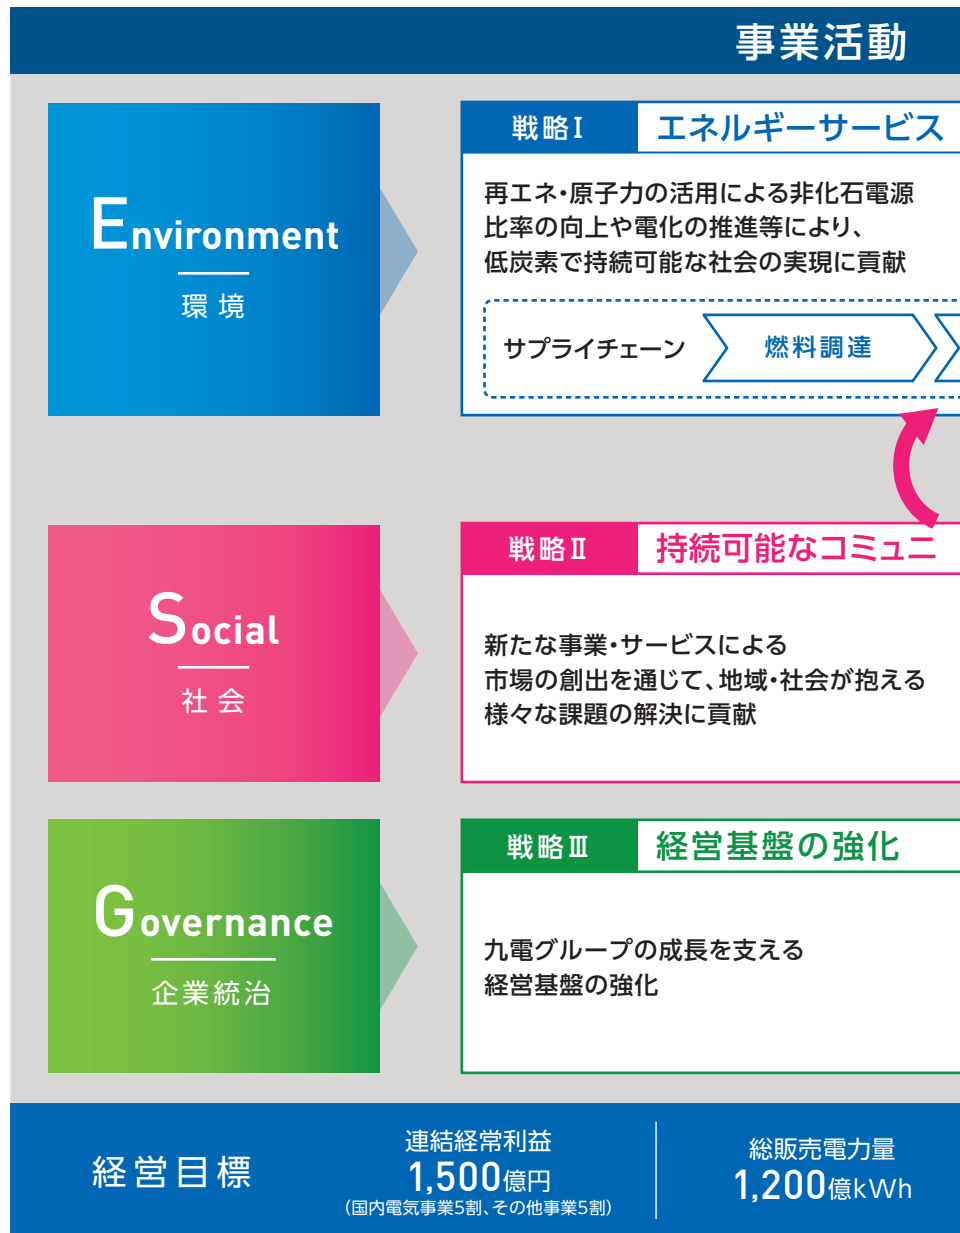 事業活動
Environment
環境
戦略Ⅰ
エネルギーサービス
再エネ・原子力の活用による非化石電源
比率の向上や電化の推進等により、
低炭素で持続可能な社会の実現に貢献
サプライチェーン
燃料調達
Social
社会
戦略Ⅱ
持続可能なコミュニ
新たな事業・サービスによる
市場の創出を通じて、地域・社会が抱える
様々な課題の解決に貢献
Governance
企業統治
戦略Ⅲ
経営基盤の強化
九電グループの成長を支える
経営基盤の強化
経営目標
連結経常利益
1,500億円
(国内電気事業5割、その他事業5割)
総販売電力量
1,200億kWh